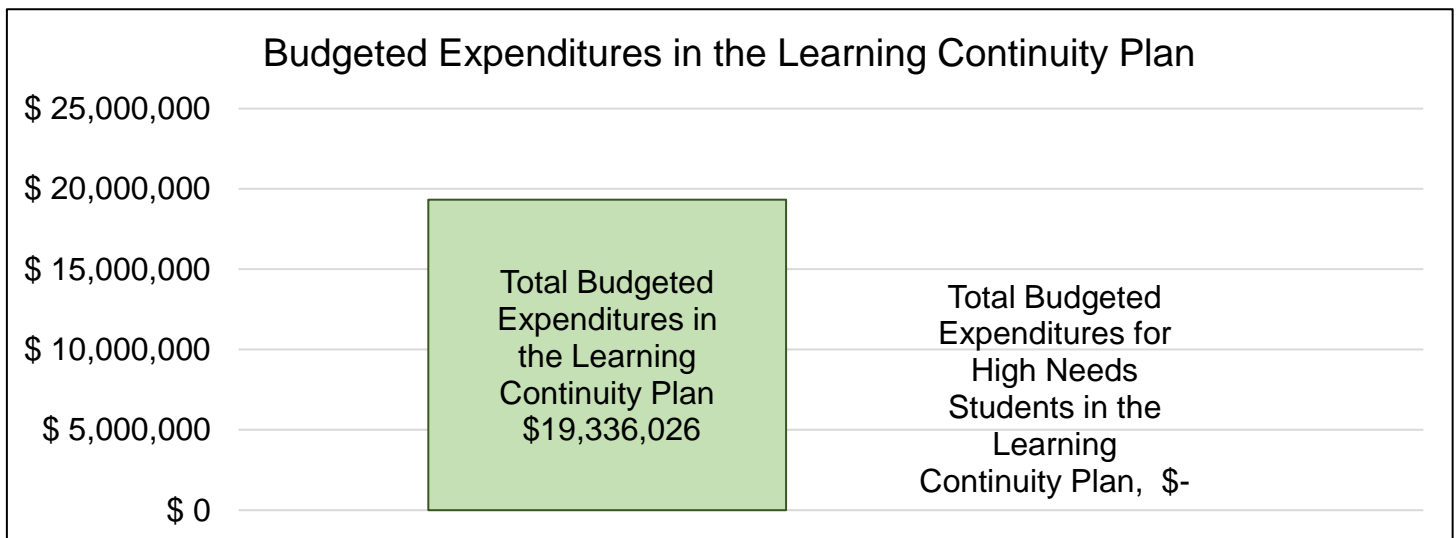 Budgeted Expenditures in the Learning Continuity Plan
$ 25,000,000
$ 20,000,000
$ 15,000,000
$ 10,000,000
$ 5,000,000
$ 0
Total Budgeted
Expenditures in
the Learning
Continuity Plan
$19,336,026
Total Budgeted
Expenditures for
High Needs
Students in the
Learning
Continuity Plan, $-